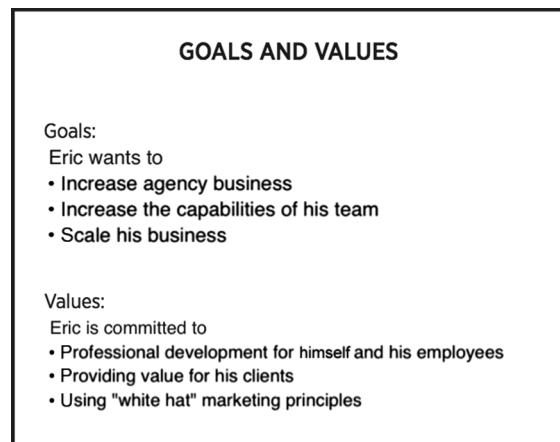 GOALS AND VALUES
Goals:
Eric wants to
• Increase agency business
• Increase the capabilities of his team
• Scale his business
Values:
Eric is committed to
• Professional development for himself and his employees
• Providing value for his clients
• Using "white hat" marketing principles